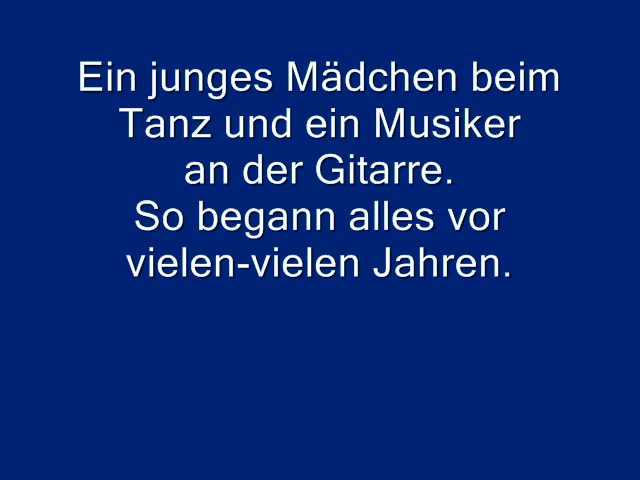 Ein junges Mädchen beim
Tanz und ein Musiker
an der Gitarre.
So begann alles vor
vielen-vielen Jahren.